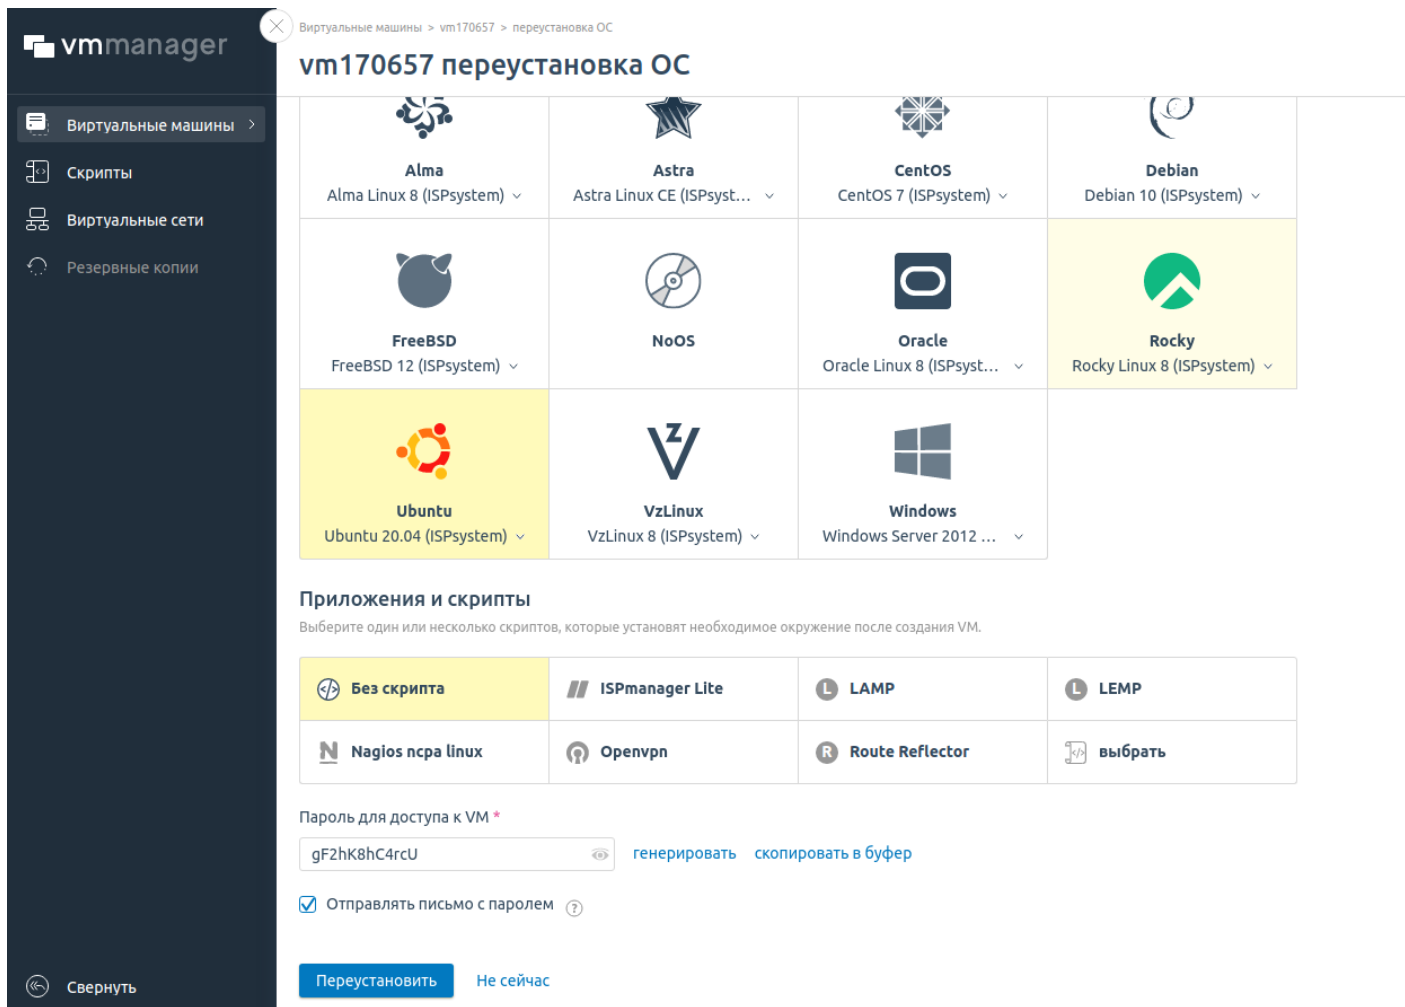 vmmanager
Виртуальные машины
Скрипты
Виртуальные сети
Резервные копии
Свернуть
Виртуальные машины > vm170657 > переустановка ОС
vm170657 переустановка ОС
Alma
Alma Linux 8 (ISPsystem)
Astra
Astra Linux CE (ISPsyst...
CentOS
CentOS 7 (ISPsystem)
Debian
Debian 10 (ISPsystem)
FreeBSD
FreeBSD 12 (ISPsystem)
NoOS
Oracle
Oracle Linux 8 (ISPsyst...
Rocky
Rocky Linux 8 (ISPsystem)
Ubuntu
Ubuntu 20.04 (ISPsystem)
VzLinux
VzLinux 8 (ISPsystem)
Windows
Windows Server 2012 ...
Приложения и скрипты
Выберите один или несколько скриптов, которые установят необходимое окружение после создания VM.
Без скрипта
ISPmanager Lite
L LAMP
L LEMP
Nagios ncpa linux
Openvpn
R Route Reflector
выбрать
Пароль для доступа к VM *
gF2hK8hC4rcU
генерировать
скопировать в буфер
Отправлять письмо с паролем ?
Переустановить
Не сейчас